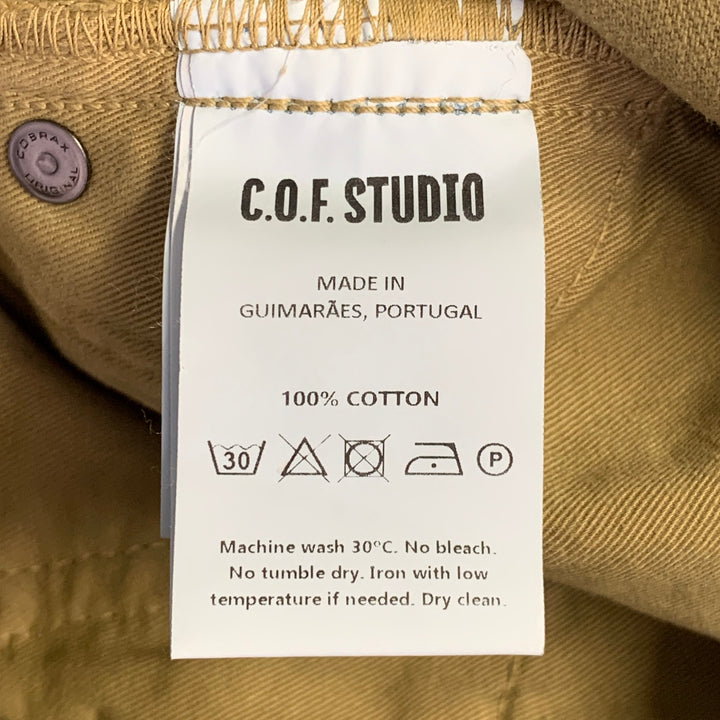 COBRAX
ORIGINAL
C.O.F. STUDIO
MADE IN
GUIMARÃES, PORTUGAL
100% COTTON
30 P
Machine wash 30°C. No bleach.
No tumble dry. Iron with low
temperature if needed. Dry clean.